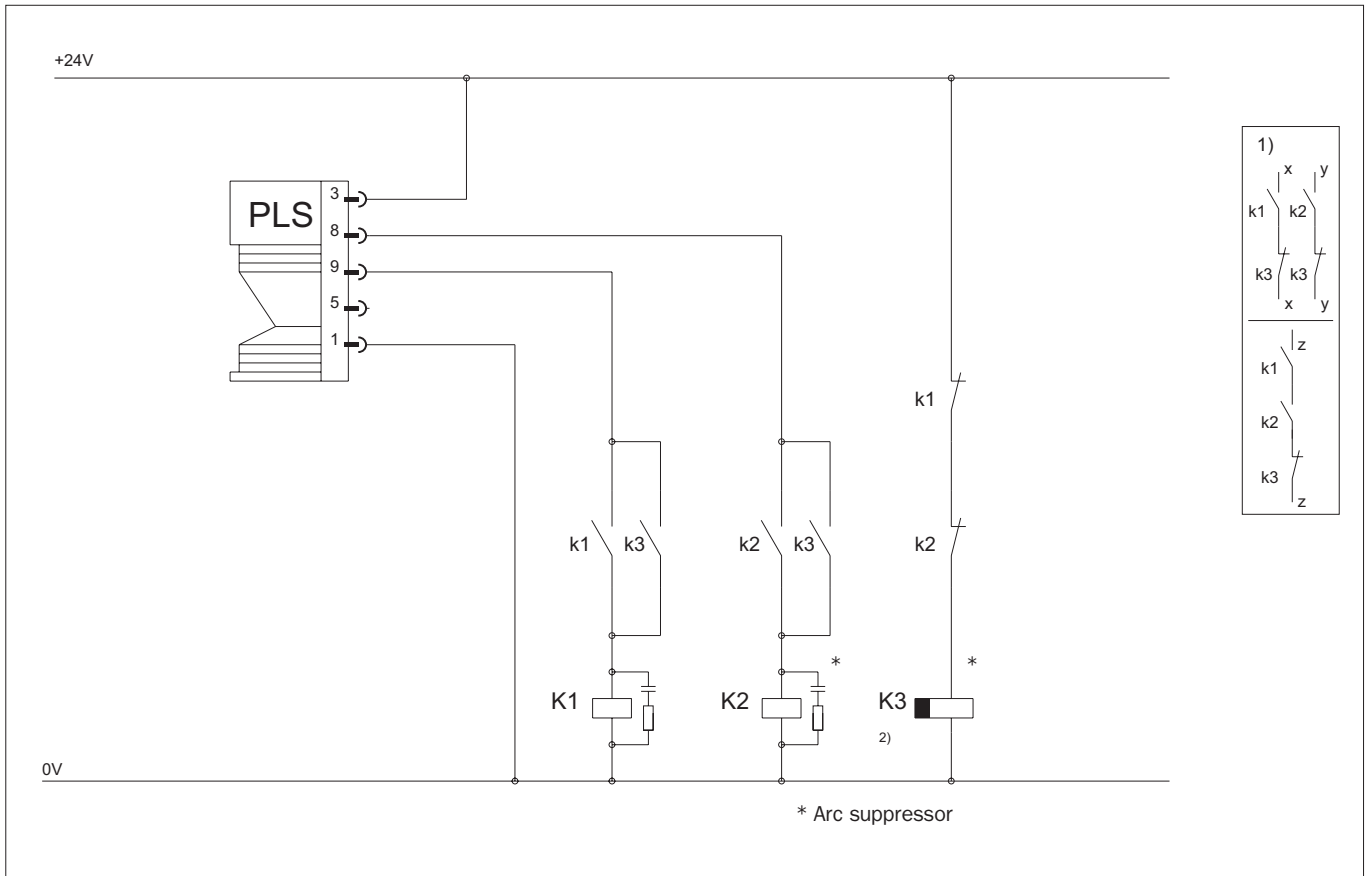 +24V
1)
x y
3
k1 k2
PLS
8
9
k3 k3
5
x y
1
z
k1
k1
k2
k3
z
k1 k3 k2 k3 k2
* *
K1 K2 K3
2)
0V
* Arc suppressor